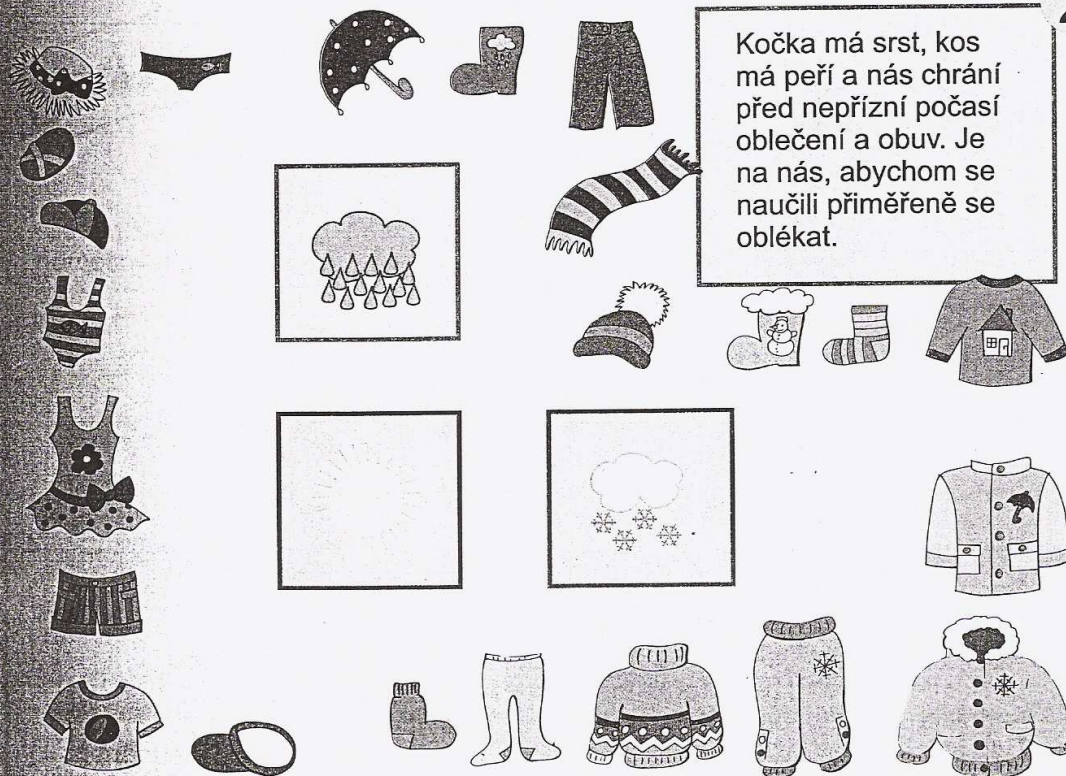 Kočka má srst, kos
má peří a nás chrání
před nepřízní počasí
oblečení a obuv. Je
na nás, abychom se
naučili přiměřeně se
oblékat.